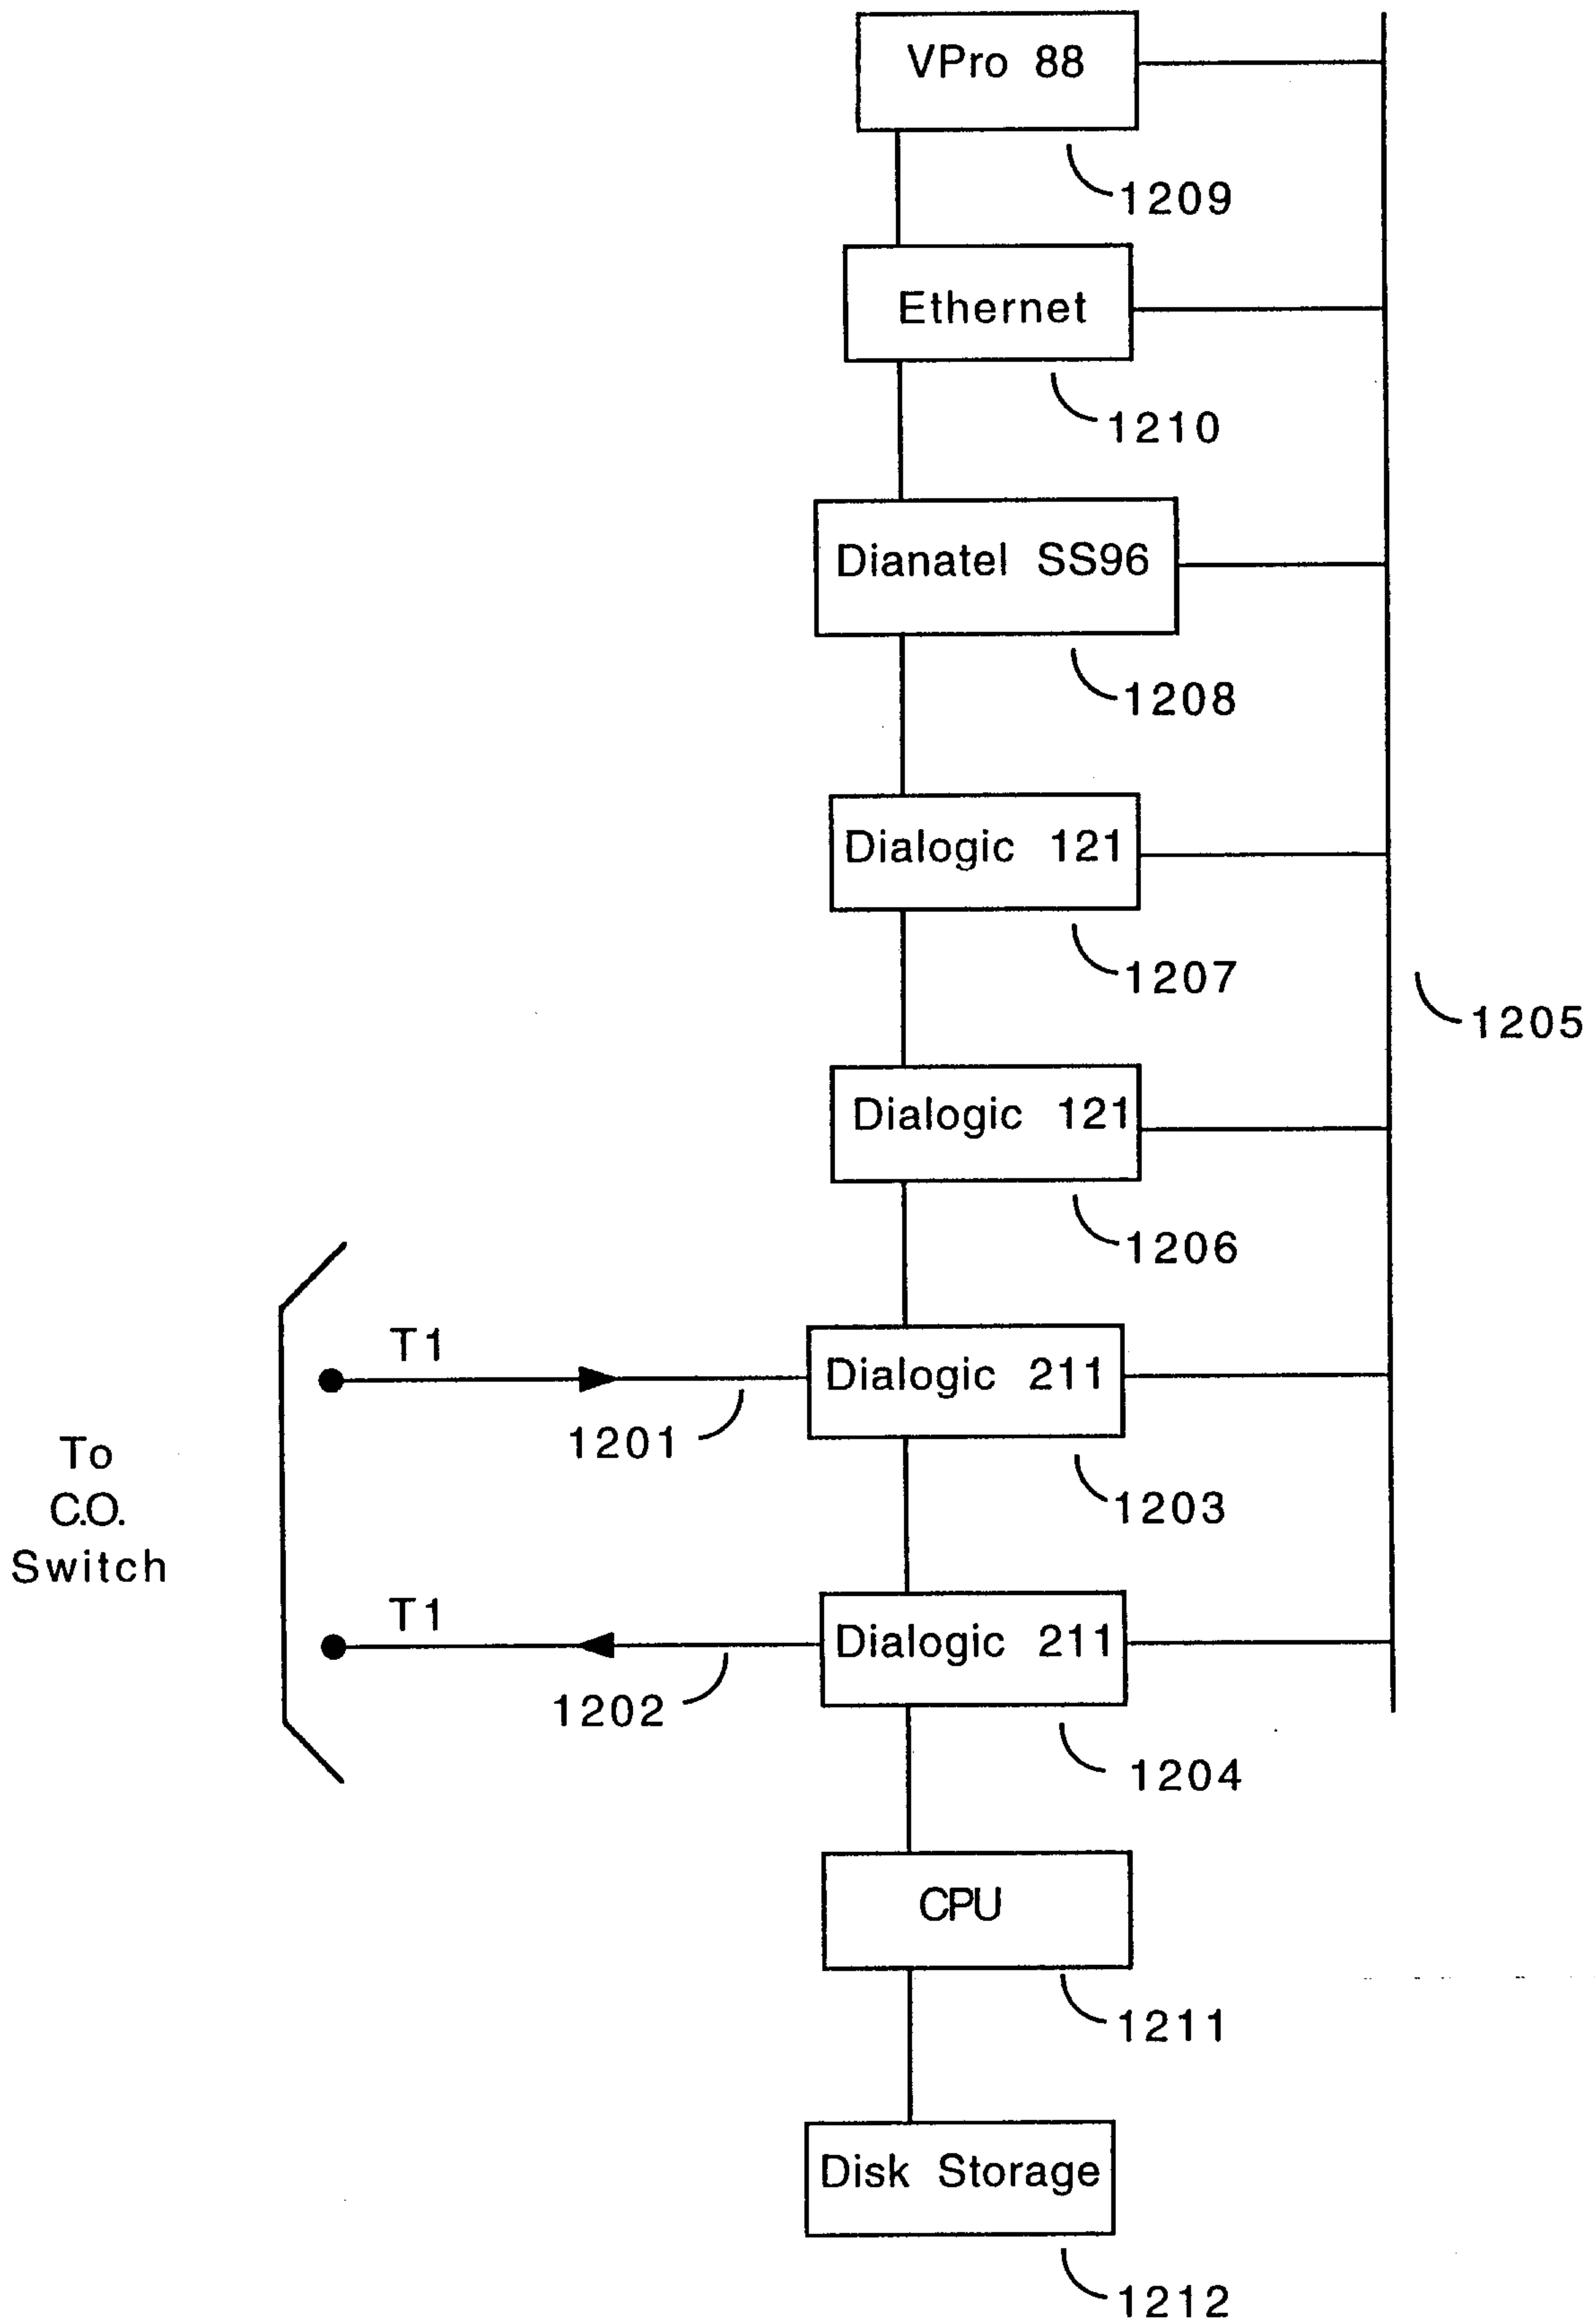 VPro 88
1209
Ethernet
1210
Dianatel SS96
1208
Dialogic 121
1207
1205
Dialogic 121
1206
T1
Dialogic 211
1201
1203
To
C.O.
Switch
T1
Dialogic 211
1202
1204
CPU
1211
Disk Storage
1212